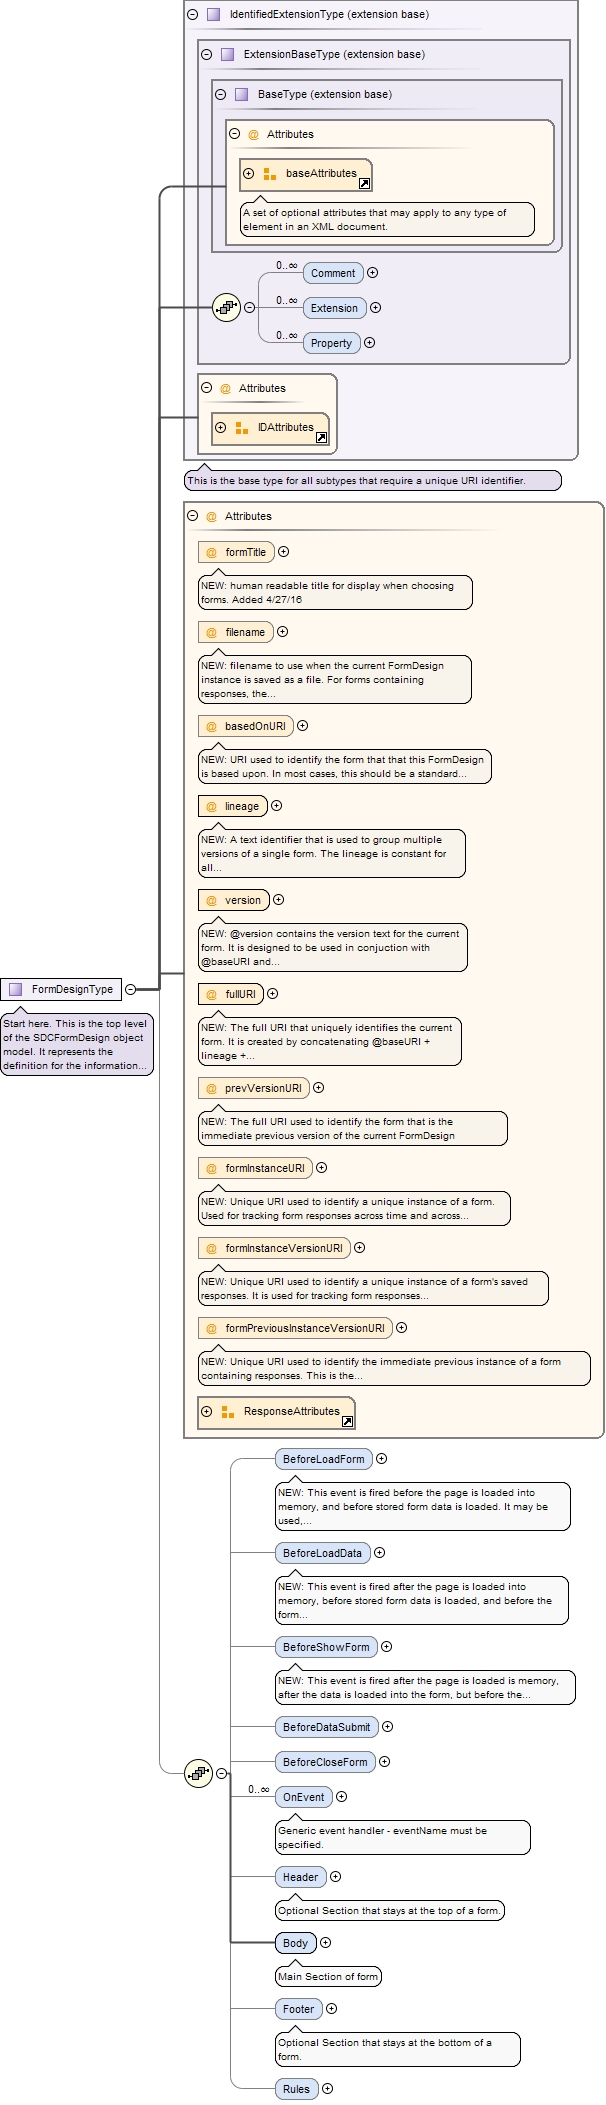 IdentifiedExtensionType (extension base)
ExtensionBaseType (extension base)
BaseType (extension base)
@ Attributes
baseAttributes
A set of optional attributes that may apply to any type of
element in an XML document.
0..∞
Comment
0..∞
Extension
0..∞
Property
@ Attributes
IDAttributes
This is the base type for all subtypes that require a unique URI identifier.
@ Attributes
@ formTitle
NEW: human readable title for display when choosing
forms. Added 4/27/16
@ filename
NEW: filename to use when the current FormDesign
instance is saved as a file. For forms containing
responses, the...
@ basedOnURI
NEW: URI used to identify the form that that this FormDesign
is based upon. In most cases, this should be a standard...
@ lineage
NEW: A text identifier that is used to group multiple
versions of a single form. The lineage is constant for
all...
@ version
NEW: @version contains the version text for the current
form. It is designed to be used in conjuction with
@baseURI and...
FormDesignType
Start here. This is the top level
of the SDCFormDesign object
model. It represents the
definition for the information...
@ fullURI
NEW: The full URI that uniquely identifies the current
form. It is created by concatenating @baseURI +
lineage +...
@ prevVersionURI
NEW: The full URI used to identify the form that is the
immediate previous version of the current FormDesign
@ formInstanceURI
NEW: Unique URI used to identify a unique instance of a form.
Used for tracking form responses across time and across...
@ formInstanceVersionURI
NEW: Unique URI used to identify a unique instance of a form's saved
responses. It is used for tracking form responses...
@ formPreviousInstanceVersionURI
NEW: Unique URI used to identify the immediate previous instance of a form
containing responses. This is the...
ResponseAttributes
BeforeLoadForm
NEW: This event is fired before the page is loaded into
memory, and before stored form data is loaded. It may be
used,...
BeforeLoadData
NEW: This event is fired after the page is loaded into
memory, before stored form data is loaded, and before the
form...
BeforeShowForm
NEW: This event is fired after the page is loaded is memory,
after the data is loaded into the form, but before the...
BeforeDataSubmit
BeforeCloseForm
0..∞
OnEvent
Generic event handler - eventName must be
specified.
Header
Optional Section that stays at the top of a form.
Body
Main Section of form
Footer
Optional Section that stays at the bottom of a
form.
Rules